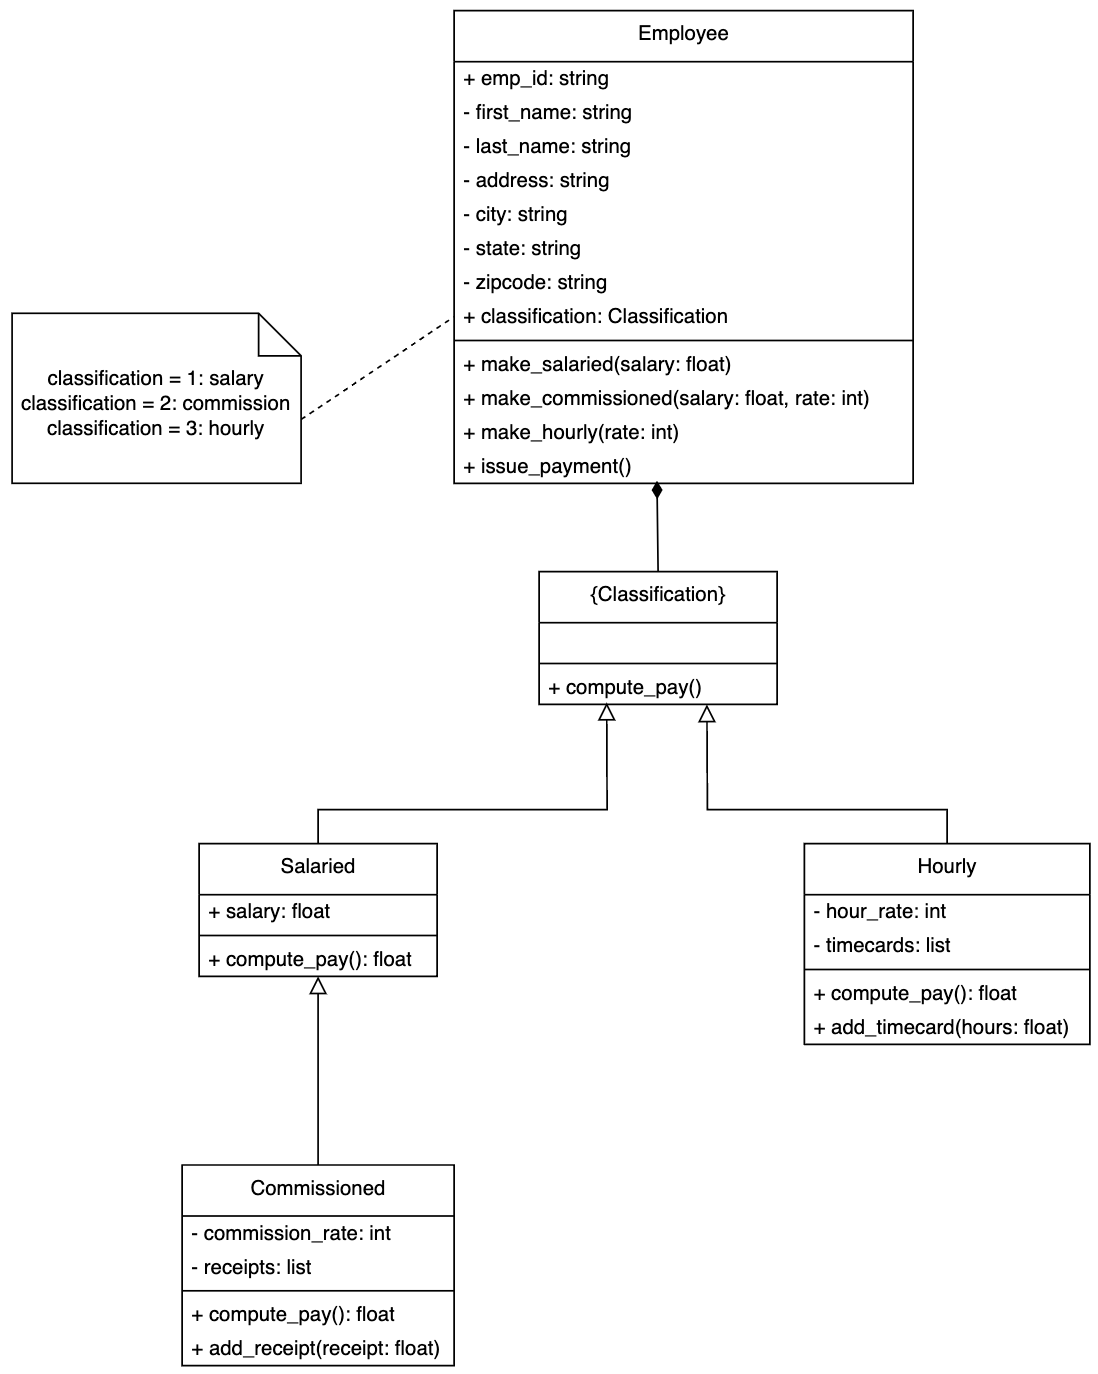 Employee
+ emp_id: string
- first_name: string
- last_name: string
- address: string
- city: string
- state: string
- zipcode: string
+ classification: Classification
+ make_salaried(salary: float)
+ make_commissioned(salary: float, rate: int)
+ make_hourly(rate: int)
+ issue_payment()
classification = 1: salary
classification = 2: commission
classification = 3: hourly
{Classification}
+ compute_pay()
Salaried
+ salary: float
+ compute_pay(): float
Hourly
- hour_rate: int
- timecards: list
+ compute_pay(): float
+ add_timecard(hours: float)
Commissioned
- commission_rate: int
- receipts: list
+ compute_pay(): float
+ add_receipt(receipt: float)